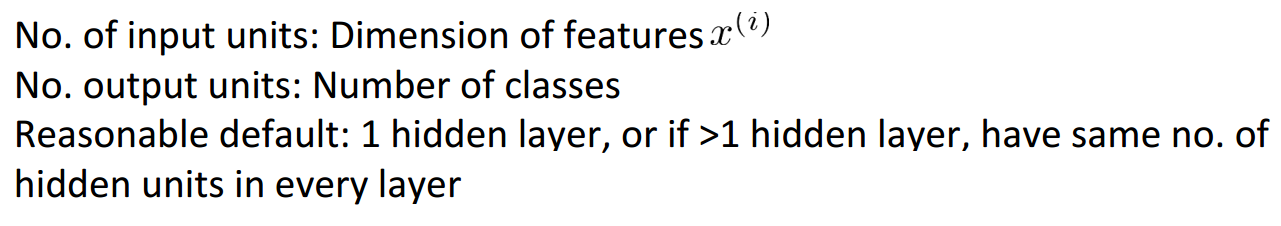 No. of input units: Dimension of features x^{(i)}
No. output units: Number of classes
Reasonable default: 1 hidden layer, or if >1 hidden layer, have same no. of
hidden units in every layer